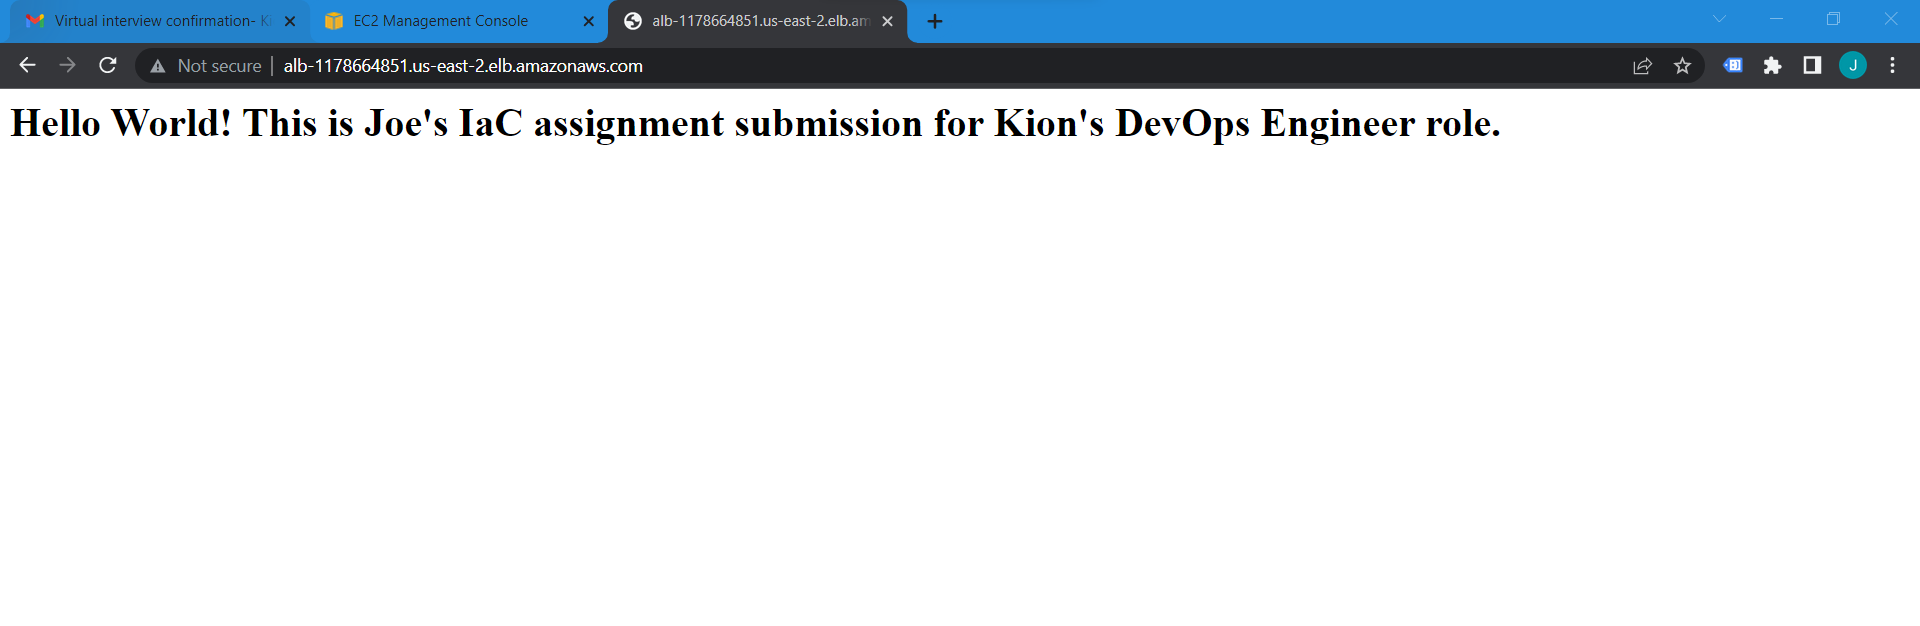 Virtual interview confirmation- Ki
EC2 Management Console
alb-1178664851.us-east-2.elb.am
Not secure
alb-1178664851.us-east-2.elb.amazonaws.com
J
Hello World! This is Joe's IaC assignment submission for Kion's DevOps Engineer role.